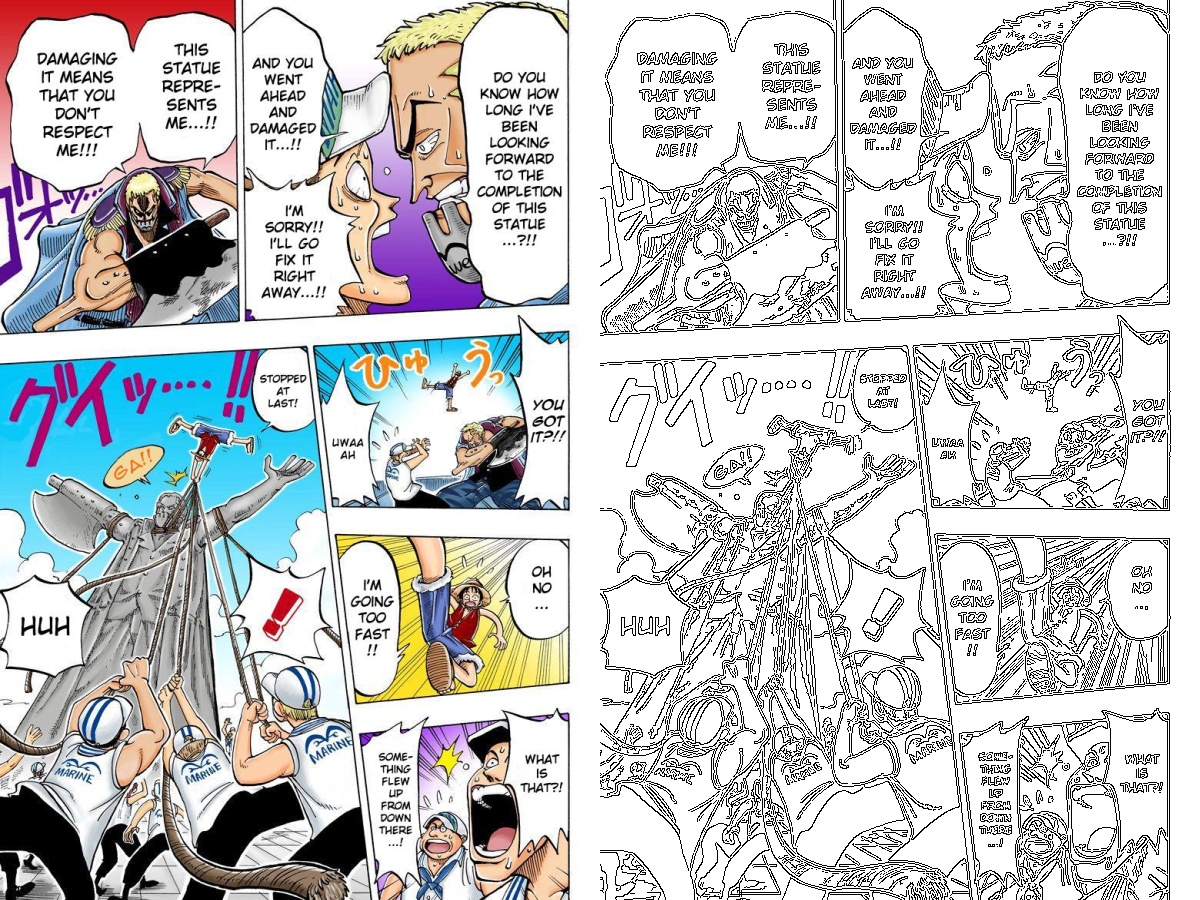 DO YOU
KNOW HOW
LONG I'VE
BEEN
LOOKING
FORWARD
TO THE
COMPLETION
OF THIS
STATUE
...?!!
AND YOU
WENT
AHEAD
AND
DAMAGED
IT...!!
I'M
SORRY!!
I'LL GO
FIX IT
RIGHT
AWAY...!!
THIS
STATUE
REPRE-
SENTS
ME...!!
DAMAGING
IT MEANS
THAT YOU
DON'T
RESPECT
ME!!!
YOU
GOT
IT?!!
ひゅうっ
UWAA
AH
OH
NO
...
I'M
GOING
TOO
FAST
!!
WHAT
IS
THAT?!
SOME-
THING
FLEW
UP
FROM
DOWN
THERE
...!
STOPPED
AT
LAST!
グイッ....!!
GA!!
!
HUH
MARINE
MARINE
MARINE
DO YOU
KNOW HOW
LONG I'VE
BEEN
LOOKING
FORWARD
TO THE
COMPLETION
OF THIS
STATUE
...?!!
AND YOU
WENT
AHEAD
AND
DAMAGED
IT...!!
I'M
SORRY!!
I'LL GO
FIX IT
RIGHT
AWAY...!!
THIS
STATUE
REPRE-
SENTS
ME...!!
DAMAGING
IT MEANS
THAT YOU
DON'T
RESPECT
ME!!!
YOU
GOT
IT?!!
ひゅうっ
UWAA
AH
OH
NO
...
I'M
GOING
TOO
FAST
!!
WHAT
IS
THAT?!
SOME-
THING
FLEW
UP
FROM
DOWN
THERE
...!
STOPPED
AT
LAST!
グイッ....!!
GA!!
!
HUH
MARINE
MARINE
MARINE